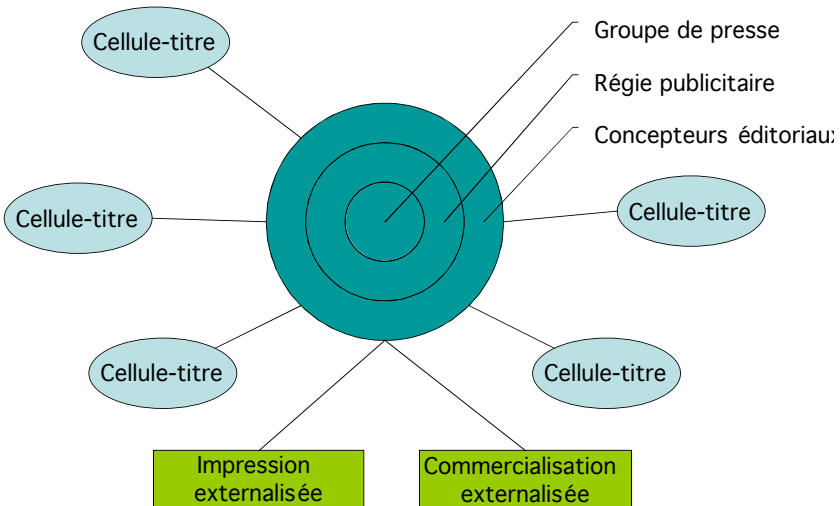 Cellule-titre
Groupe de presse
Régie publicitaire
Concepteurs éditoriaux
Cellule-titre
Cellule-titre
Cellule-titre
Cellule-titre
Impression
externalisée
Commercialisation
externalisée